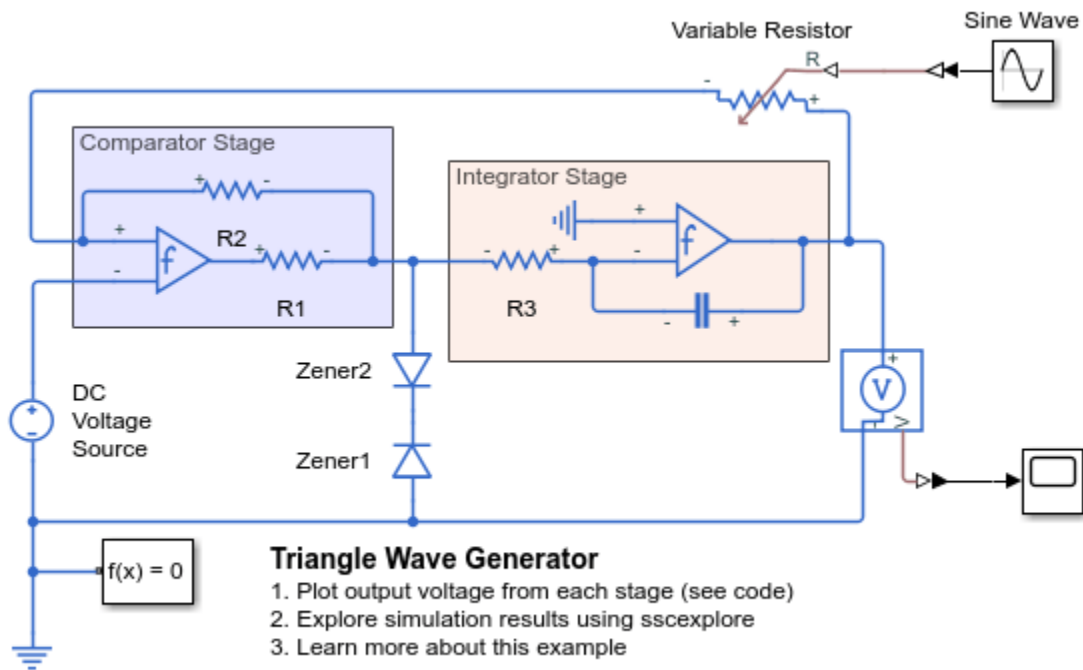 Sine Wave
Variable Resistor
R
-
+
Comparator Stage
+
-
Integrator Stage
+
+
R2
+
-
-
+
-
-
R1
R3
-
+
Zener2
DC
Voltage
Source
+
-
+
V
-
V
Zener1
f(x) = 0
Triangle Wave Generator
1. Plot output voltage from each stage (see code)
2. Explore simulation results using sscexplore
3. Learn more about this example